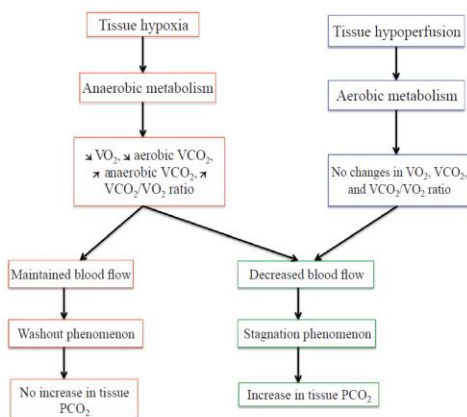 Tissue hypoxia
Tissue hypoperfusion
Anaerobic metabolism
Aerobic metabolism
↘ VO₂, ↘ aerobic VCO₂,
↗ anaerobic VCO₂, ↗
VCO₂/VO₂ ratio
No changes in VO₂, VCO₂,
and VCO₂/VO₂ ratio
Maintained blood flow
Decreased blood flow
Washout phenomenon
Stagnation phenomenon
No increase in tissue
PCO₂
Increase in tissue PCO₂